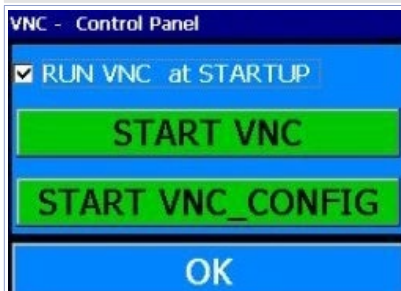 VNC - Control Panel
RUN VNC at STARTUP
START VNC
START VNC_CONFIG
OK